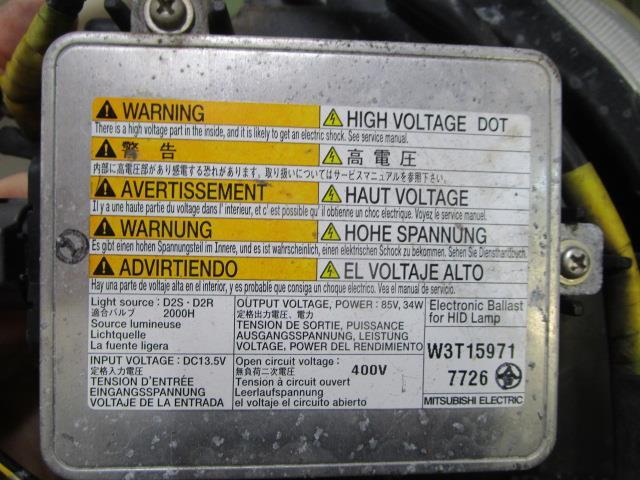 WARNING HIGH VOLTAGE DOT
There is a high voltage part in the inside, and it is likely to get an electric shock. See service manual.
警告 高電圧
内部に高電圧部があり感電する恐れがあります。取り扱いについてはサービスマニュアルを参照下さい。
AVERTISSEMENT HAUT VOLTAGE
Il y a une haute partie du voltage dans l' interieur, et c' est possible qu' il obtienne un choc electrique. Voyez le service manuel.
WARNUNG HOHE SPANNUNG
Es gibt einen hohen Spannungsteil im Innere, und es ist wahrscheinlich, einen elektrischen Schock zu bekommen. Sehen Sie Diensthandbuch.
ADVIRTIENDO EL VOLTAJE ALTO
Hay una parte de voltaje alta en el interior, y es probable que consiga un choque eléctrico. Vea el manual de servicio.
Light source : D2S · D2R
適合バルブ 2000H
Source lumineuse
Lichtquelle
La fuente ligera
OUTPUT VOLTAGE, POWER : 85V, 34W
定格出力電圧、電力
TENSION DE SORTIE, PUISSANCE
AUSGANGSSPANNUNG, LEISTUNG
VOLTAJE, POWER DEL RENDIMIENTO
Electronic Ballast
for HID Lamp
INPUT VOLTAGE : DC13.5V
定格入力電圧
TENSION D'ENTRÉE
EINGANGSSPANNUNG
VOLTAJE DE LA ENTRADA
Open circuit voltage :
無負荷二次電圧 400V
Tension à circuit ouvert
Leerlaufspannung
el voltaje el circuito abierto
W3T15971
7726
MITSUBISHI ELECTRIC